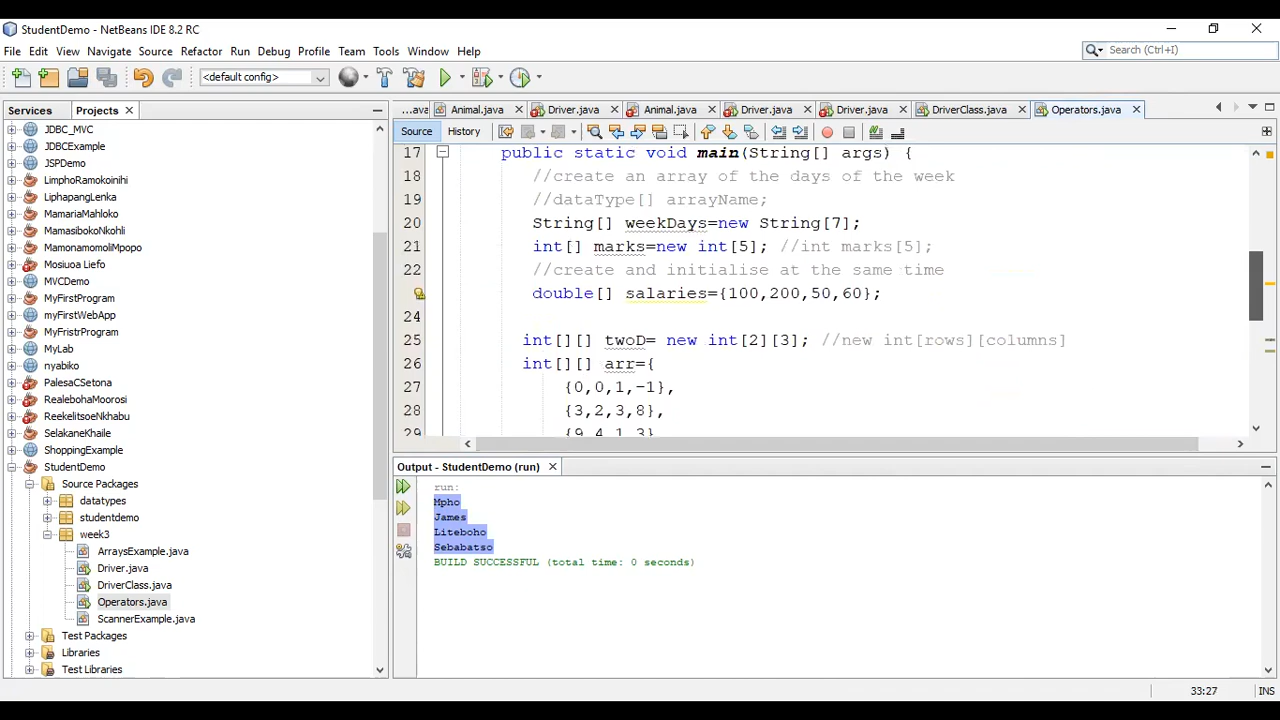 StudentDemo - NetBeans IDE 8.2 RC
File Edit View Navigate Source Refactor Run Debug Profile Team Tools Window Help
Search (Ctrl+I)
<default config>
Services Projects
...ava Animal.java Driver.java Animal.java Driver.java Driver.java DriverClass.java Operators.java
Source History
JDBC_MVC
JDBCExample
JSPDemo
LimphoRamokoinihi
LiphapangLenka
MamariaMahloko
MamasibokoNkohli
MamonamomoliMpopo
Mosiuoa Liefo
MVCDemo
MyFirstProgram
myFirstWebApp
MyFristrProgram
MyLab
nyabiko
PalesaCSetona
RealebohaMoorosi
ReekelitsoeNkhabu
SelakaneKhaile
ShoppingExample
StudentDemo
Source Packages
datatypes
studentdemo
week3
ArraysExample.java
Driver.java
DriverClass.java
Operators.java
ScannerExample.java
Test Packages
Libraries
Test Libraries
17 public static void main(String[] args) {
18 //create an array of the days of the week
19 //dataType[] arrayName;
20 String[] weekDays=new String[7];
21 int[] marks=new int[5]; //int marks[5];
22 //create and initialise at the same time
double[] salaries={100,200,50,60};
24
25 int[][] twoD= new int[2][3]; //new int[rows][columns]
26 int[][] arr={
27 {0,0,1,-1},
28 {3,2,3,8},
29 {9,4,1,3}
Output - StudentDemo (run)
run:
Mpho
James
Liteboho
Sebabatso
BUILD SUCCESSFUL (total time: 0 seconds)
33:27 INS